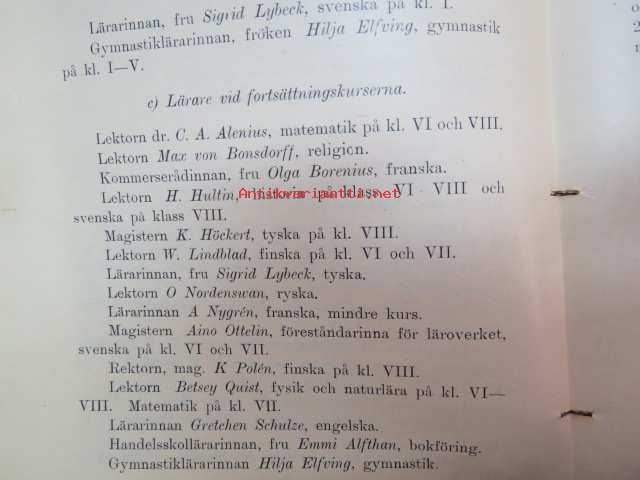 Lärarinnan, fru Sigrid Lybeck, svenska på kl. I.
Gymnastiklärarinnan, fröken Hilja Elfving, gymnastik
på kl. I—V.
c) Lärare vid fortsättningskurserna.
Lektorn dr. C. A. Alenius, matematik på kl. VI och VIII.
Lektorn Max von Bonsdorff, religion.
Kommerserådinnan, fru Olga Borenius, franska.
Lektorn H. Hultin, historia på klass VI VIII och
Antikvaripaatti.net
svenska på klass VIII.
Magistern K. Höckert, tyska på kl. VIII.
Lektorn W. Lindblad, finska på kl. VI och VII.
Lärarinnan, fru Sigrid Lybeck, tyska.
Lektorn O Nordenswan, ryska.
Lärarinnan A Nygrén, franska, mindre kurs.
Magistern Aino Ottelin, föreståndarinna för läroverket,
svenska på kl. VI och VII.
Rektorn, mag. K Polén, finska på kl. VIII.
Lektorn Betsey Quist, fysik och naturlära på kl. VI—
VIII. Matematik på kl. VII.
Lärarinnan Gretchen Schulze, engelska.
Handelsskollärarinnan, fru Emmi Alfthan, bokföring.
Gymnastiklärarinnan Hilja Elfving, gymnastik.